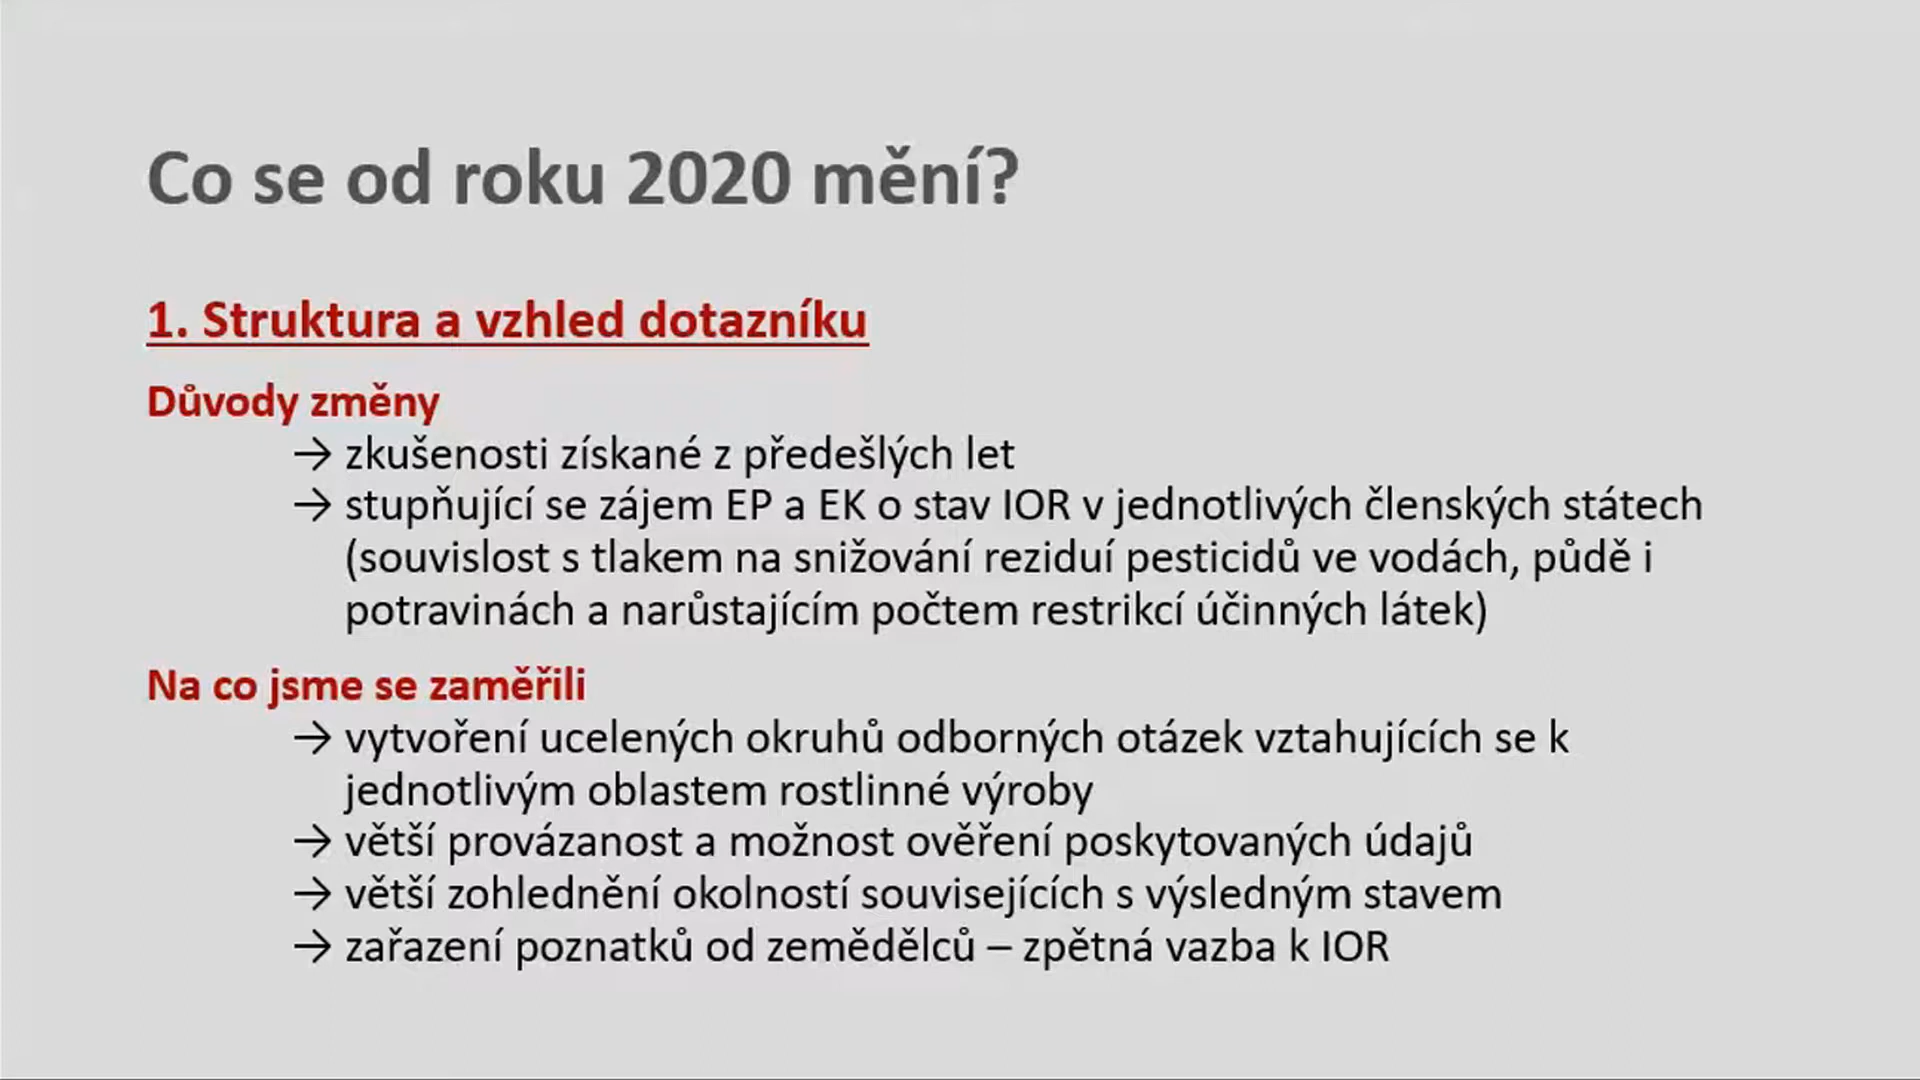 Co se od roku 2020 mění?
1. Struktura a vzhled dotazníku
Důvody změny
→ zkušenosti získané z předešlých let
→ stupňující se zájem EP a EK o stav IOR v jednotlivých členských státech
(souvislost s tlakem na snižování reziduí pesticidů ve vodách, půdě i
potravinách a narůstajícím počtem restrikcí účinných látek)
Na co jsme se zaměřili
→ vytvoření ucelených okruhů odborných otázek vztahujících se k
jednotlivým oblastem rostlinné výroby
→ větší provázanost a možnost ověření poskytovaných údajů
→ větší zohlednění okolností souvisejících s výsledným stavem
→ zařazení poznatků od zemědělců – zpětná vazba k IOR